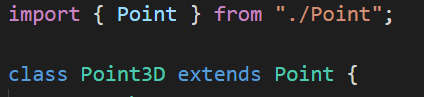 import { Point } from "./Point";
class Point3D extends Point {